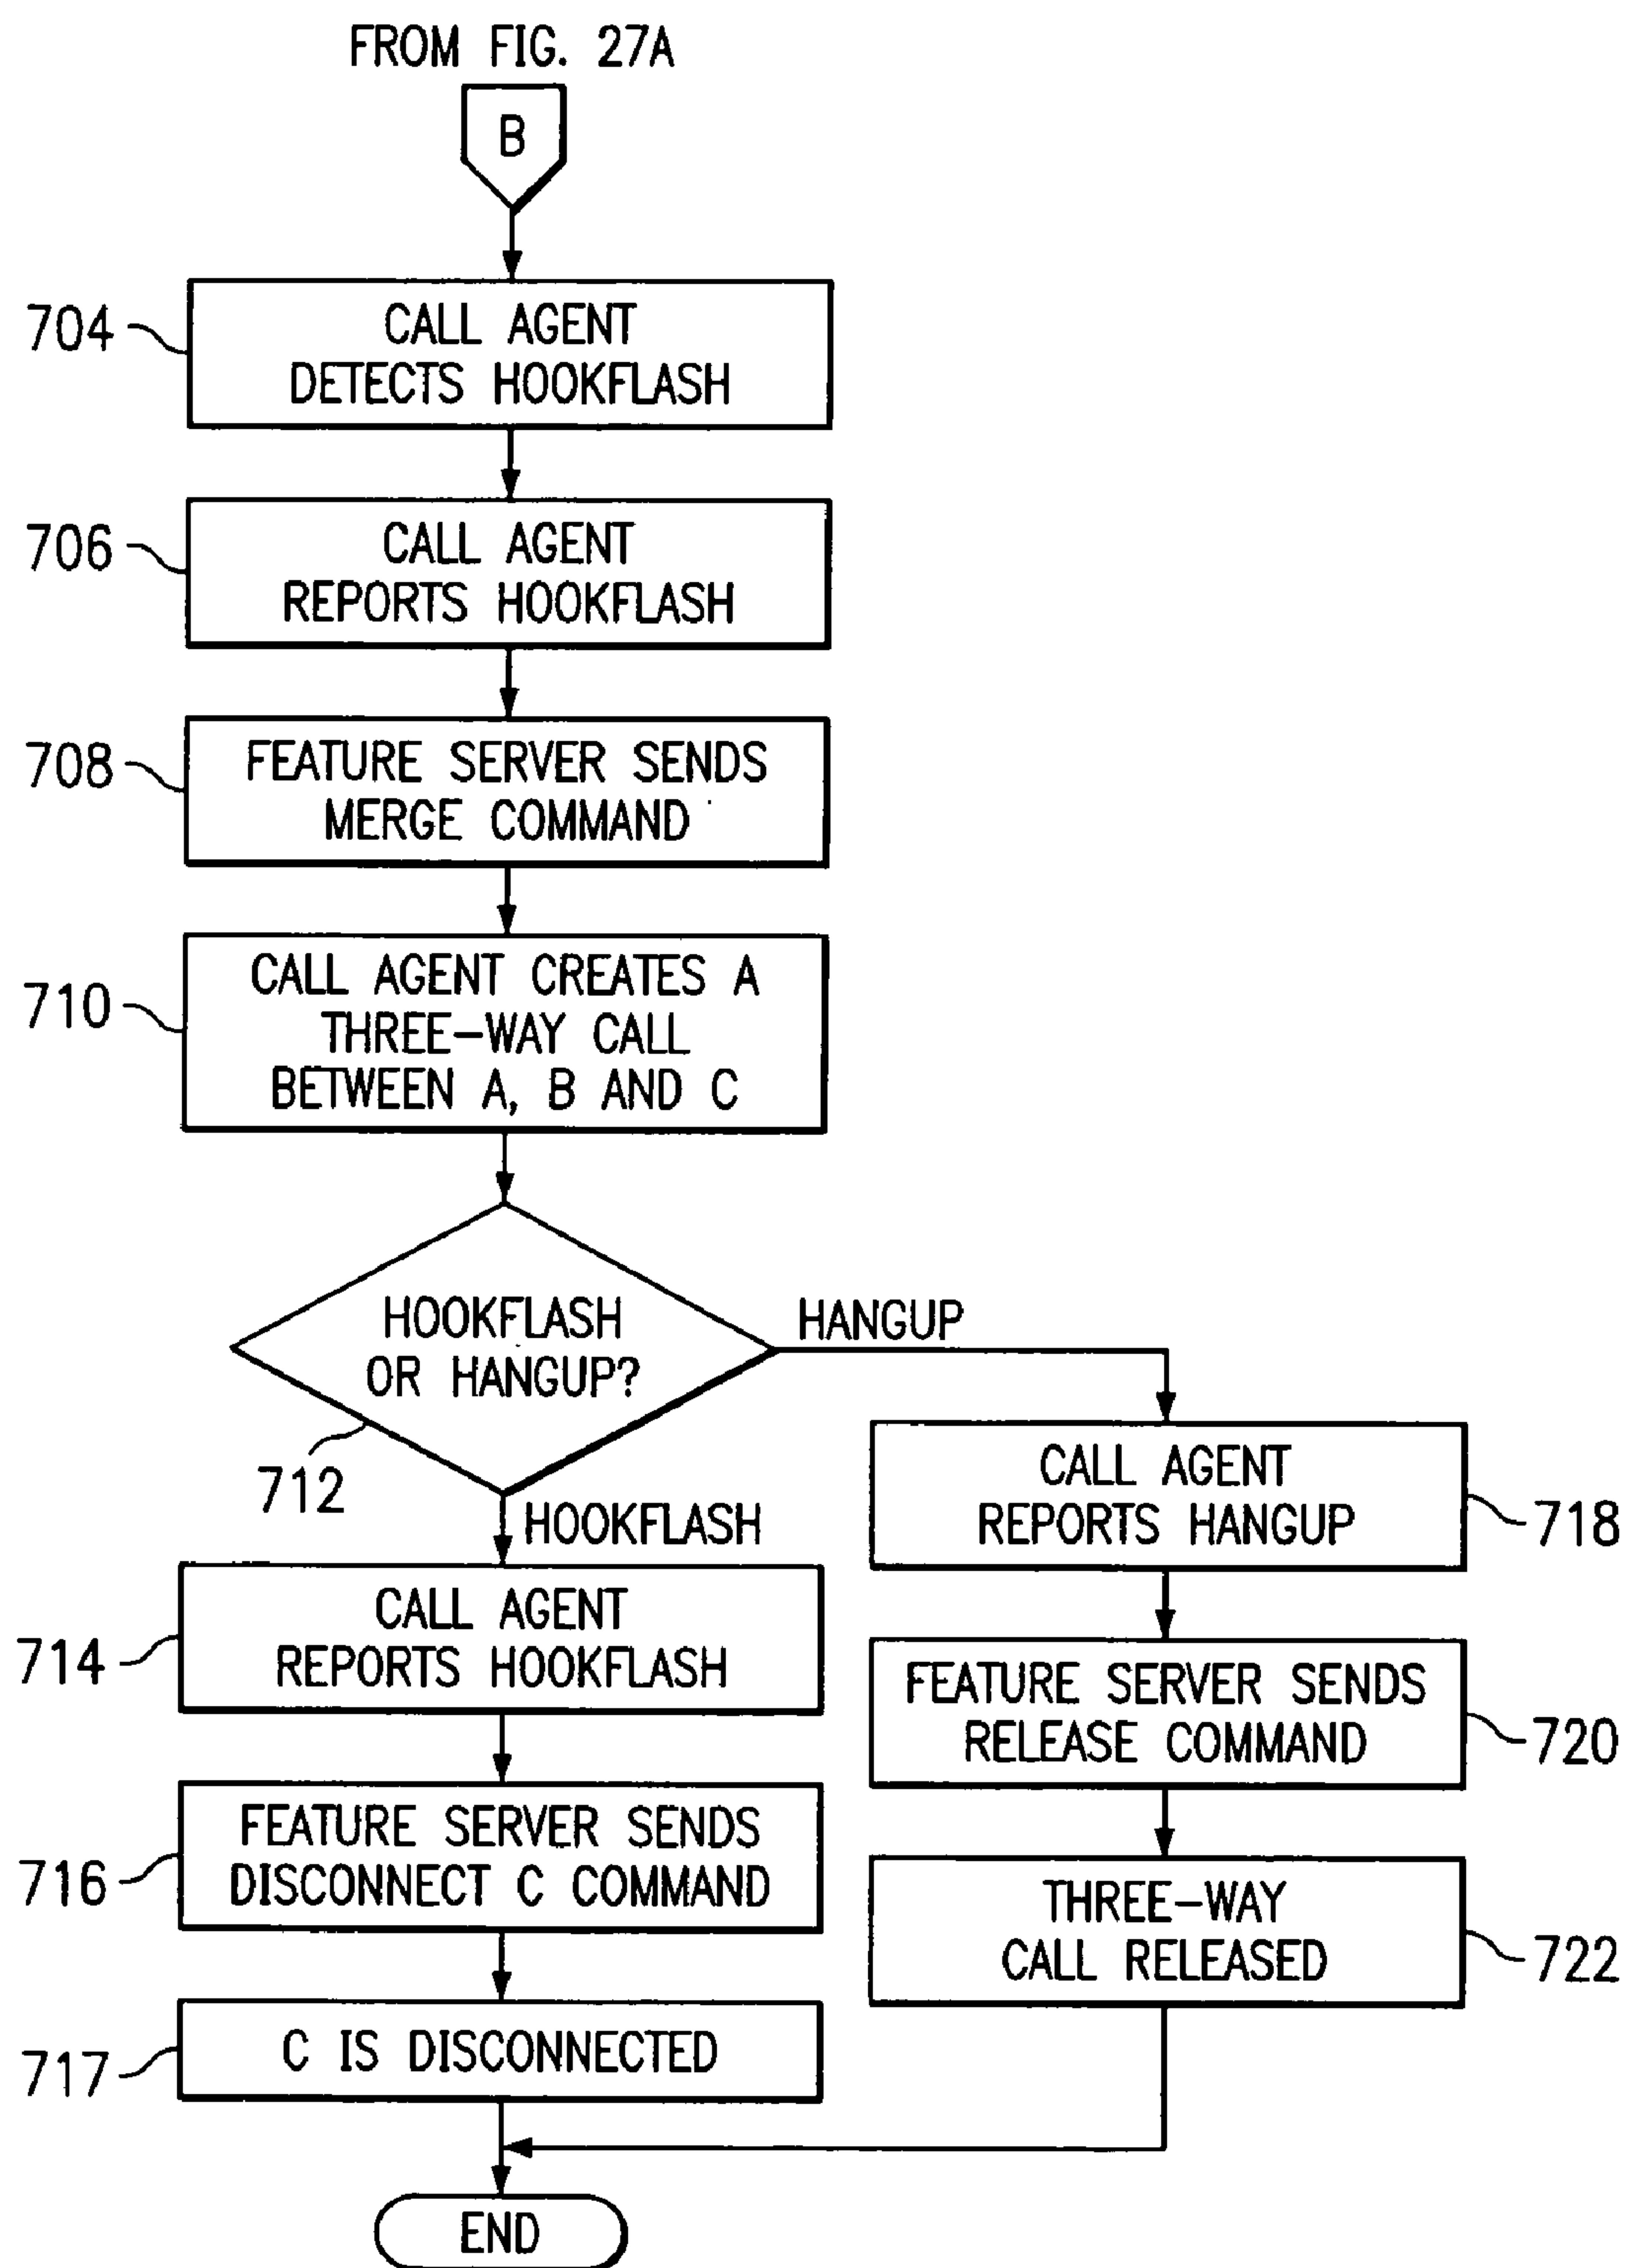 FROM FIG. 27A
B
704
CALL AGENT
DETECTS HOOKFLASH
706
CALL AGENT
REPORTS HOOKFLASH
708
FEATURE SERVER SENDS
MERGE COMMAND
710
CALL AGENT CREATES A
THREE-WAY CALL
BETWEEN A, B AND C
HOOKFLASH
OR HANGUP?
712
HANGUP
HOOKFLASH
714
CALL AGENT
REPORTS HOOKFLASH
716
FEATURE SERVER SENDS
DISCONNECT C COMMAND
717
C IS DISCONNECTED
CALL AGENT
REPORTS HANGUP
718
FEATURE SERVER SENDS
RELEASE COMMAND
720
THREE-WAY
CALL RELEASED
722
END